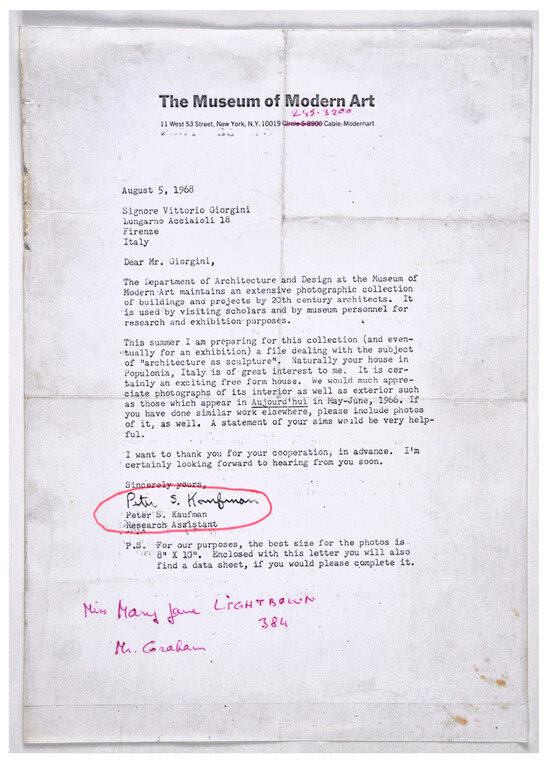 The Museum of Modern Art
245-3200
11 West 53 Street, New York, N.Y. 10019 Circle 5-8900 Cable: Modernart
August 5, 1968
Signore Vittorio Giorgini
Lungarno Acciaioli 18
Firenze
Italy
Dear Mr. Giorgini,
The Department of Architecture and Design at the Museum of
Modern Art maintains an extensive photographic collection
of buildings and projects by 20th century architects. It
is used by visiting scholars and by museum personnel for
research and exhibition purposes.
This summer I am preparing for this collection (and even-
tually for an exhibition) a file dealing with the subject
of "architecture as sculpture". Naturally your house in
Populonia, Italy is of great interest to me. It is cer-
tainly an exciting free form house. We would much appre-
ciate photographs of its interior as well as exterior such
as those which appear in Aujourd'hui in May-June, 1966. If
you have done similar work elsewhere, please include photos
of it, as well. A statement of your aims would be very help-
ful.
I want to thank you for your cooperation, in advance. I'm
certainly looking forward to hearing from you soon.
Sincerely yours,
Peter S. Kaufman
Peter S. Kaufman
Research Assistant
P.S. For our purposes, the best size for the photos is
8" X 10". Enclosed with this letter you will also
find a data sheet, if you would please complete it.
Miss Mary Jane LIGHTBOWN
384
Mr. Graham